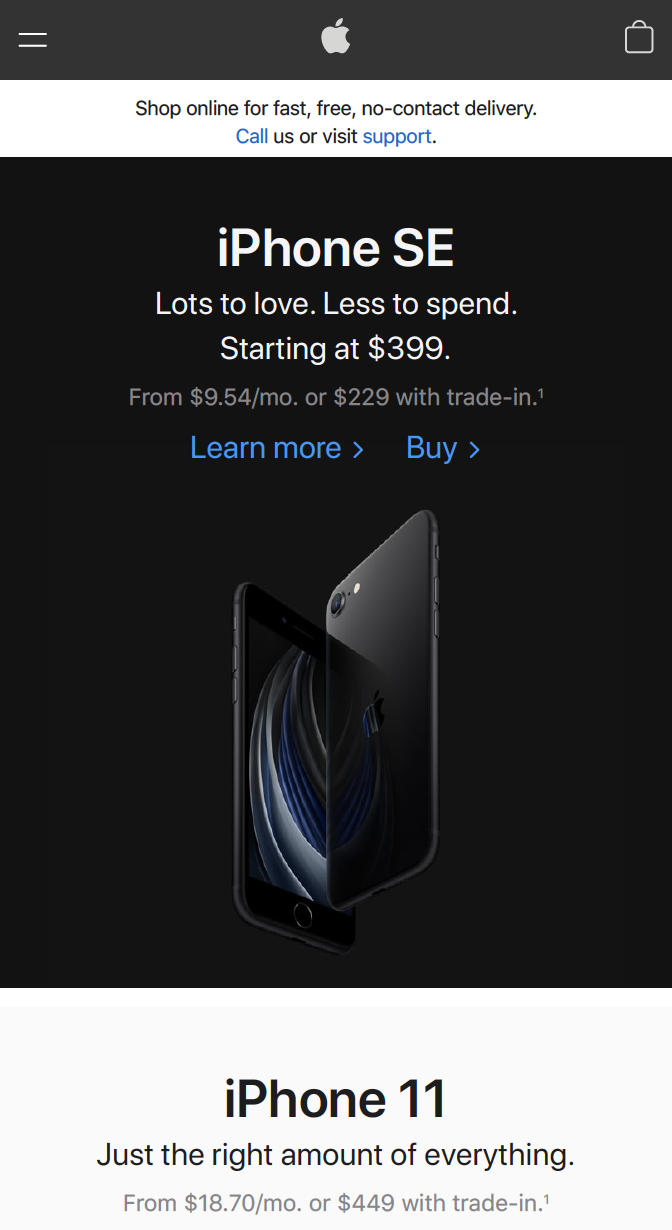 Shop online for fast, free, no-contact delivery.
Call us or visit support.
iPhone SE
Lots to love. Less to spend.
Starting at $399.
From $9.54/mo. or $229 with trade-in.¹
Learn more > Buy >
iPhone 11
Just the right amount of everything.
From $18.70/mo. or $449 with trade-in.¹